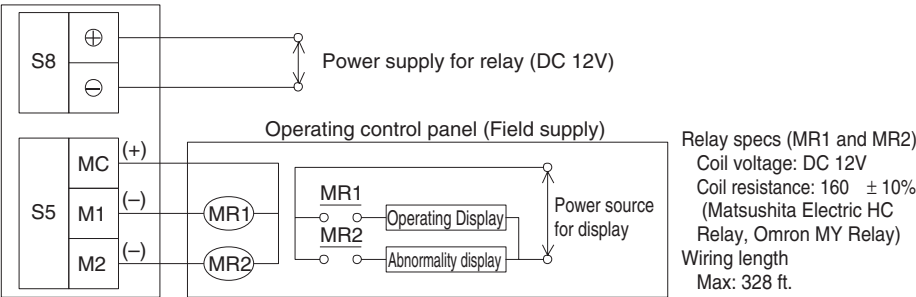 S8
⊕
⊖
Power supply for relay (DC 12V)
Operating control panel (Field supply)
S5
MC
(+)
M1
(–)
MR1
M2
(–)
MR2
MR1
Operating Display
MR2
Abnormality display
Power source
for display
Relay specs (MR1 and MR2)
Coil voltage: DC 12V
Coil resistance: 160 ± 10%
(Matsushita Electric HC
Relay, Omron MY Relay)
Wiring length
Max: 328 ft.